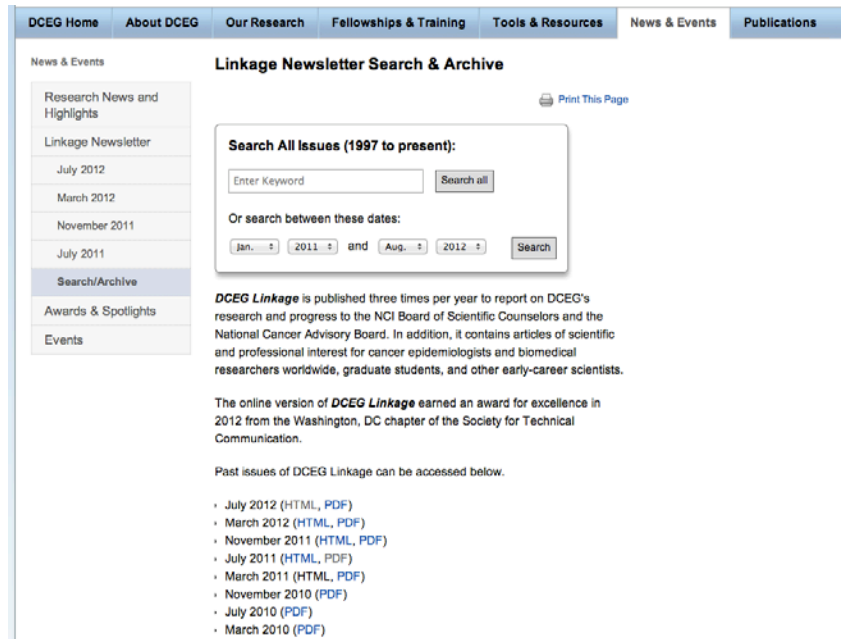 DCEG Home
About DCEG
Our Research
Fellowships & Training
Tools & Resources
News & Events
Publications
News & Events
Research News and
Highlights
Linkage Newsletter
July 2012
March 2012
November 2011
July 2011
Search/Archive
Awards & Spotlights
Events
Linkage Newsletter Search & Archive
Print This Page
Search All Issues (1997 to present):
Enter Keyword
Search all
Or search between these dates:
Jan. 2011 and Aug. 2012 Search
DCEG Linkage is published three times per year to report on DCEG's
research and progress to the NCI Board of Scientific Counselors and the
National Cancer Advisory Board. In addition, it contains articles of scientific
and professional interest for cancer epidemiologists and biomedical
researchers worldwide, graduate students, and other early-career scientists.
The online version of DCEG Linkage earned an award for excellence in
2012 from the Washington, DC chapter of the Society for Technical
Communication.
Past issues of DCEG Linkage can be accessed below.
July 2012 (HTML, PDF)
March 2012 (HTML, PDF)
November 2011 (HTML, PDF)
July 2011 (HTML, PDF)
March 2011 (HTML, PDF)
November 2010 (PDF)
July 2010 (PDF)
March 2010 (PDF)